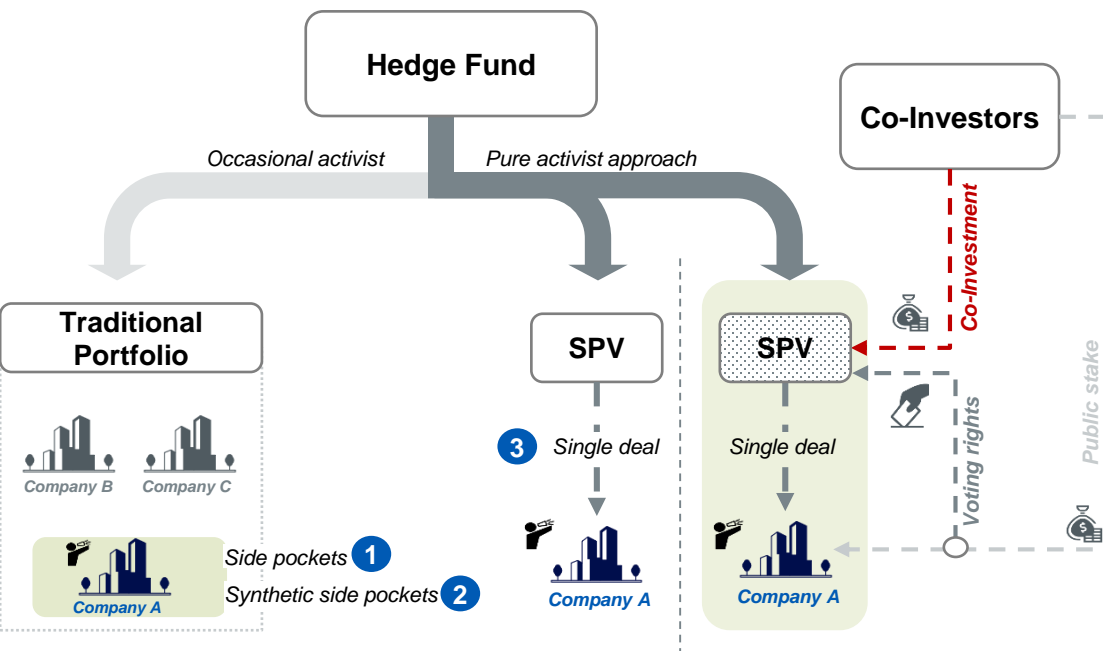 Hedge Fund
Co-Investors
Occasional activist
Pure activist approach
Co-Investment
Traditional
Portfolio
SPV
SPV
$
Public stake
Company B
Company C
3
Single deal
Single deal
Voting rights
$
Side pockets 1
Synthetic side pockets 2
Company A
Company A
Company A